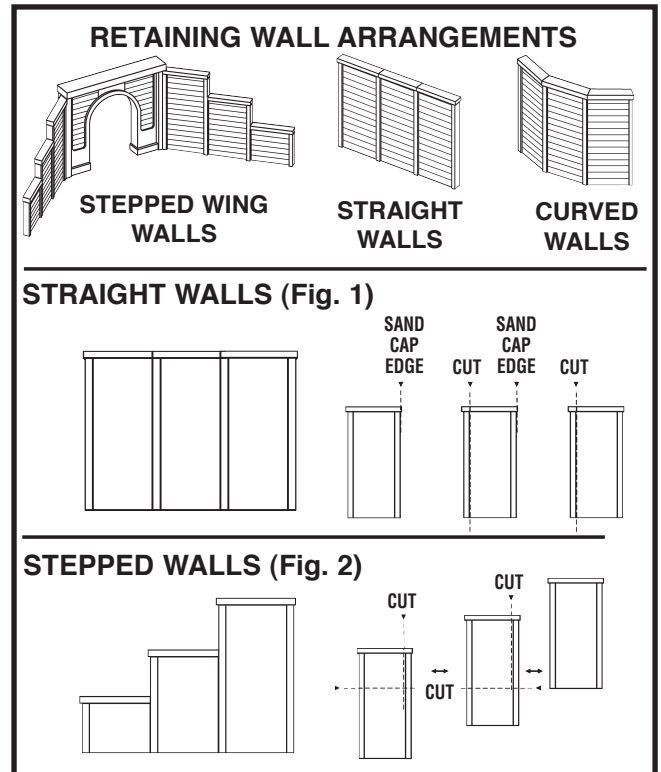 RETAINING WALL ARRANGEMENTS
STEPPED WING
WALLS
STRAIGHT
WALLS
CURVED
WALLS
STRAIGHT WALLS (Fig. 1)
SAND
CAP
EDGE
CUT
SAND
CAP
EDGE
CUT
STEPPED WALLS (Fig. 2)
CUT
CUT
CUT